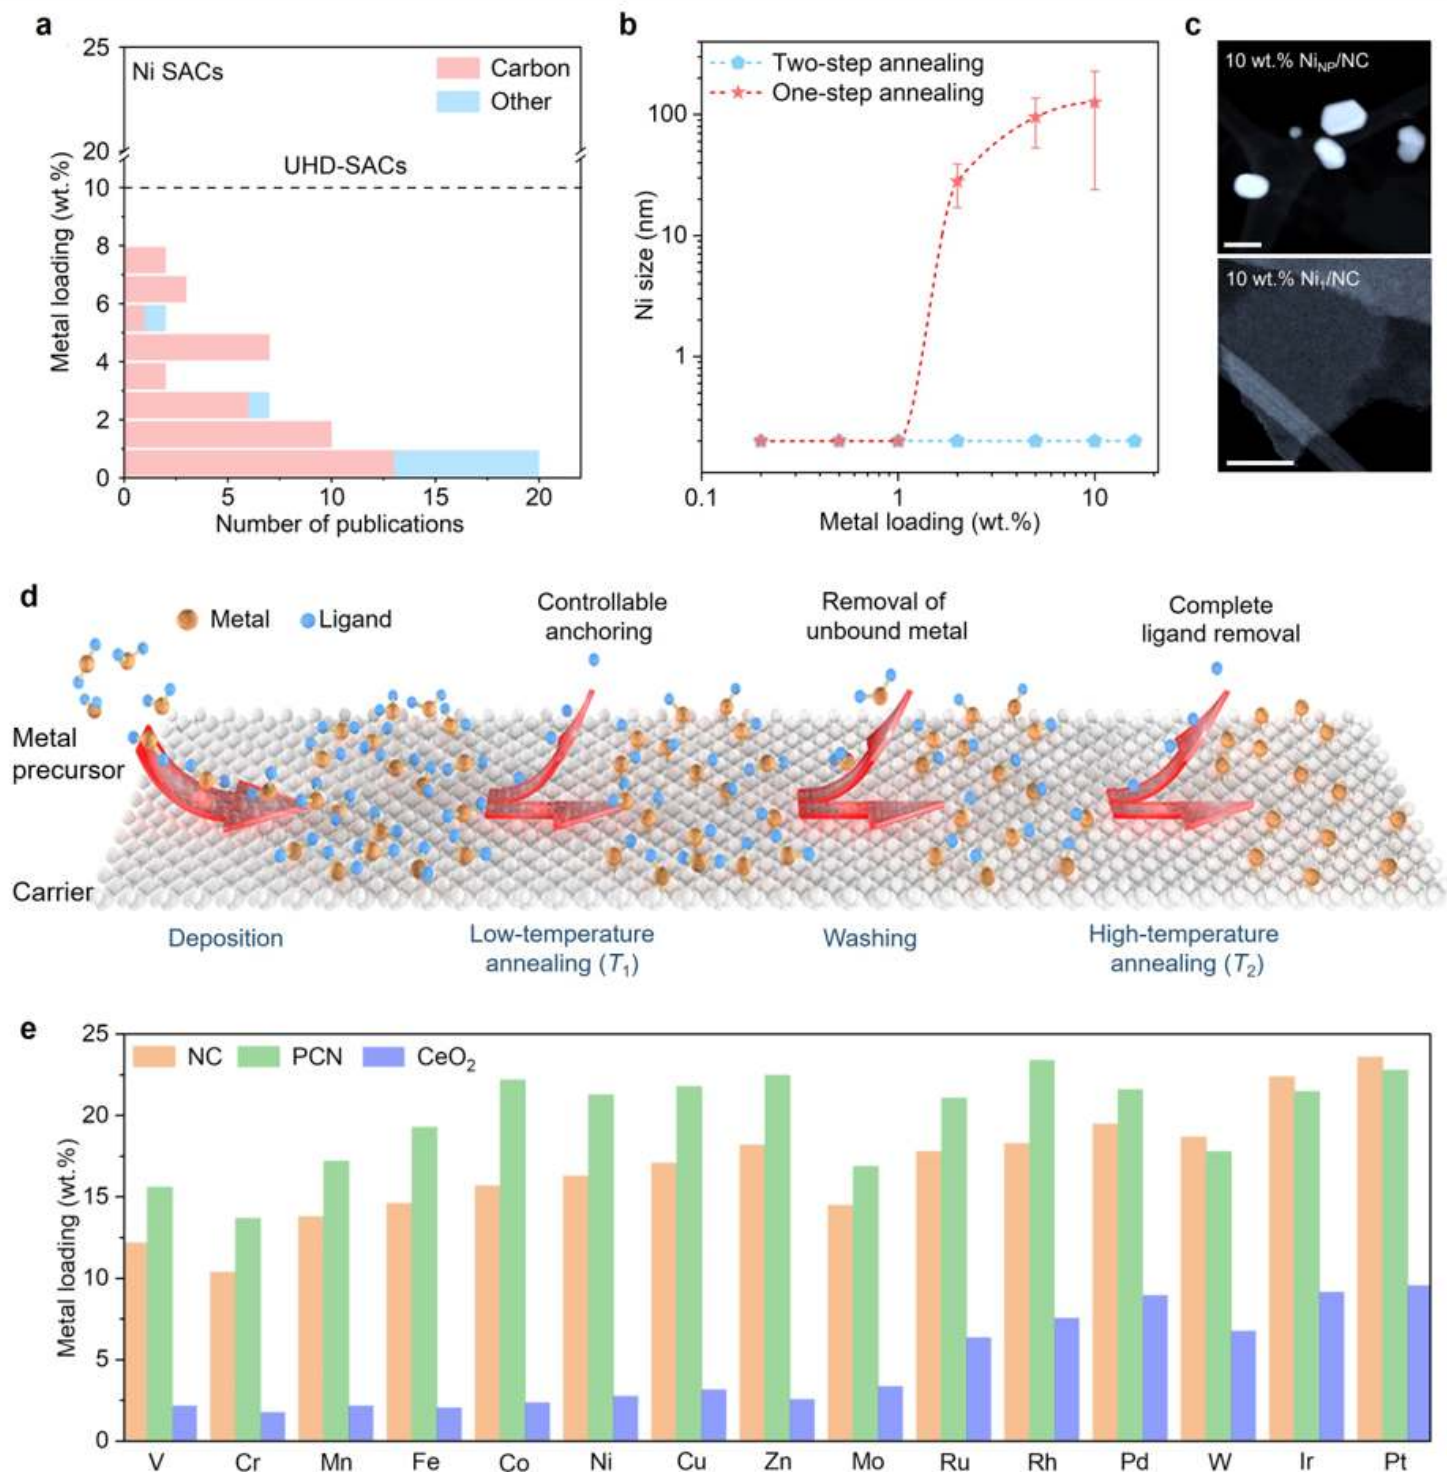 a
25
Ni SACs
Carbon
Other
20
UHD-SACs
10
8
6
4
2
0
Metal loading (wt.%)
0 5 10 15 20
Number of publications
b
Two-step annealing
One-step annealing
100
10
1
Ni size (nm)
0.1 1 10
Metal loading (wt.%)
c
10 wt.% Ni_NP/NC
10 wt.% Ni₁/NC
d
Metal
Ligand
Controllable
anchoring
Removal of
unbound metal
Complete
ligand removal
Metal
precursor
Carrier
Deposition
Low-temperature
annealing (T₁)
Washing
High-temperature
annealing (T₂)
e
25
NC PCN CeO₂
20
15
10
5
0
Metal loading (wt.%)
V Cr Mn Fe Co Ni Cu Zn Mo Ru Rh Pd W Ir Pt